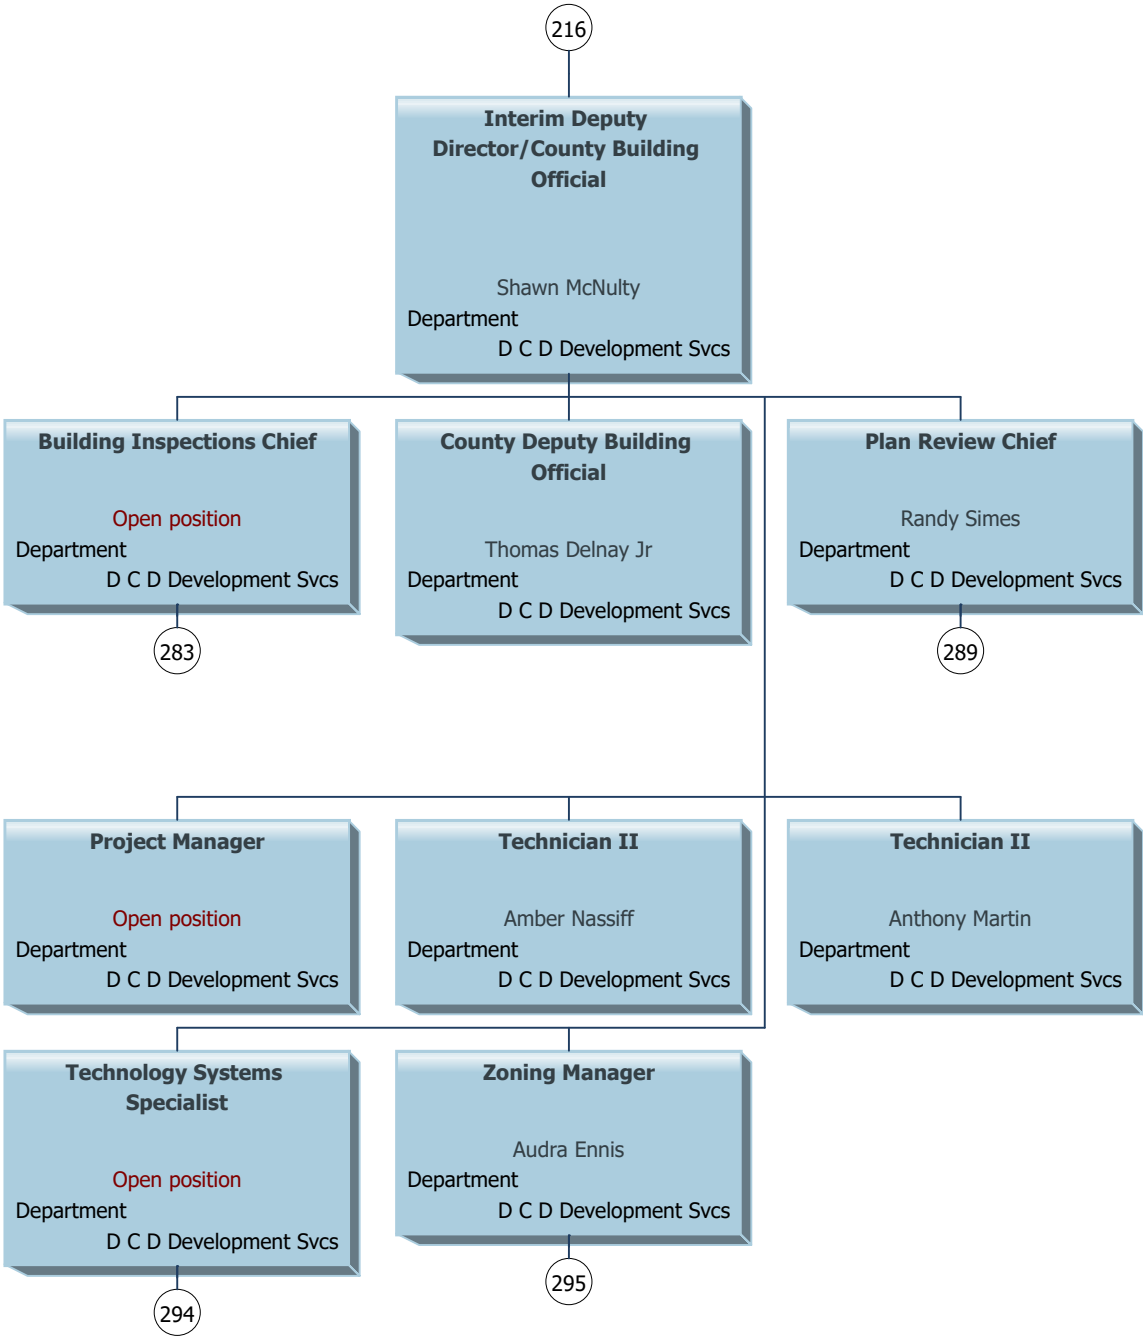 216
Interim Deputy
Director/County Building
Official
Shawn McNulty
Department
D C D Development Svcs
Building Inspections Chief
Open position
Department
D C D Development Svcs
283
County Deputy Building
Official
Thomas Delnay Jr
Department
D C D Development Svcs
Plan Review Chief
Randy Simes
Department
D C D Development Svcs
289
Project Manager
Open position
Department
D C D Development Svcs
Technician II
Amber Nassiff
Department
D C D Development Svcs
Technician II
Anthony Martin
Department
D C D Development Svcs
Technology Systems
Specialist
Open position
Department
D C D Development Svcs
294
Zoning Manager
Audra Ennis
Department
D C D Development Svcs
295